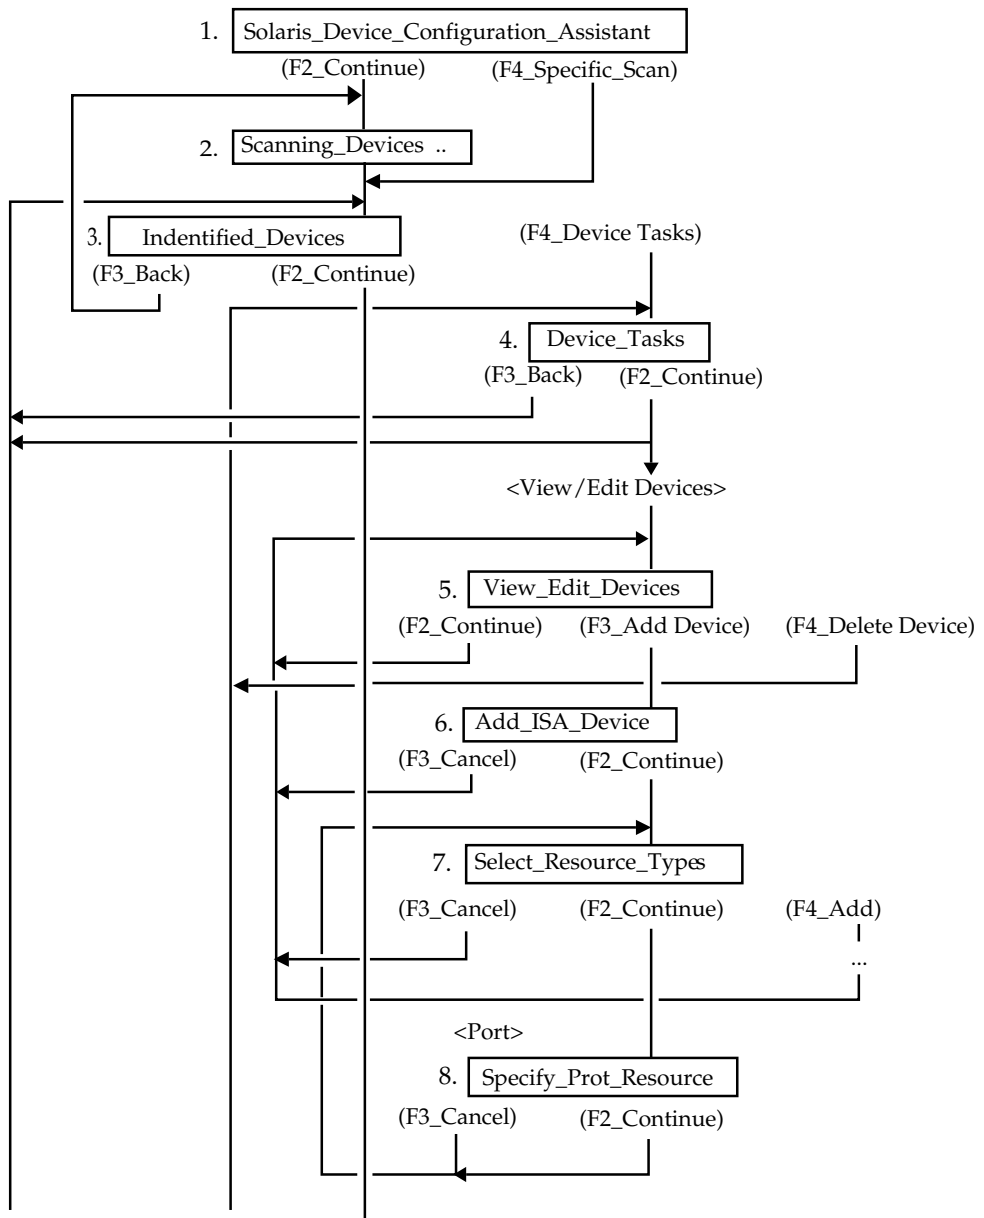 1. Solaris_Device_Configuration_Assistant
(F2_Continue) (F4_Specific_Scan)
2. Scanning_Devices ..
3. Indentified_Devices
(F4_Device Tasks)
(F3_Back) (F2_Continue)
4. Device_Tasks
(F3_Back) (F2_Continue)
<View/Edit Devices>
5. View_Edit_Devices
(F2_Continue) (F3_Add Device) (F4_Delete Device)
6. Add_ISA_Device
(F3_Cancel) (F2_Continue)
7. Select_Resource_Types
(F3_Cancel) (F2_Continue) (F4_Add)
...
<Port>
8. Specify_Prot_Resource
(F3_Cancel) (F2_Continue)